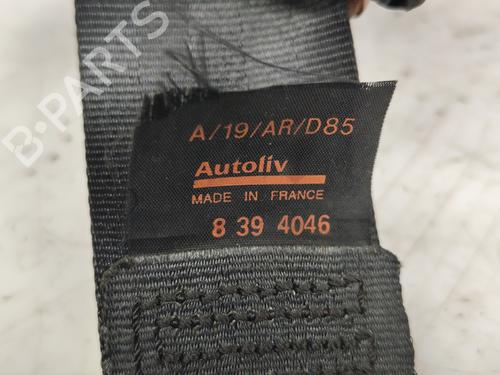 B-PARTS
A/19/AR/D85
Autoliv
MADE IN FRANCE
8 39 4046